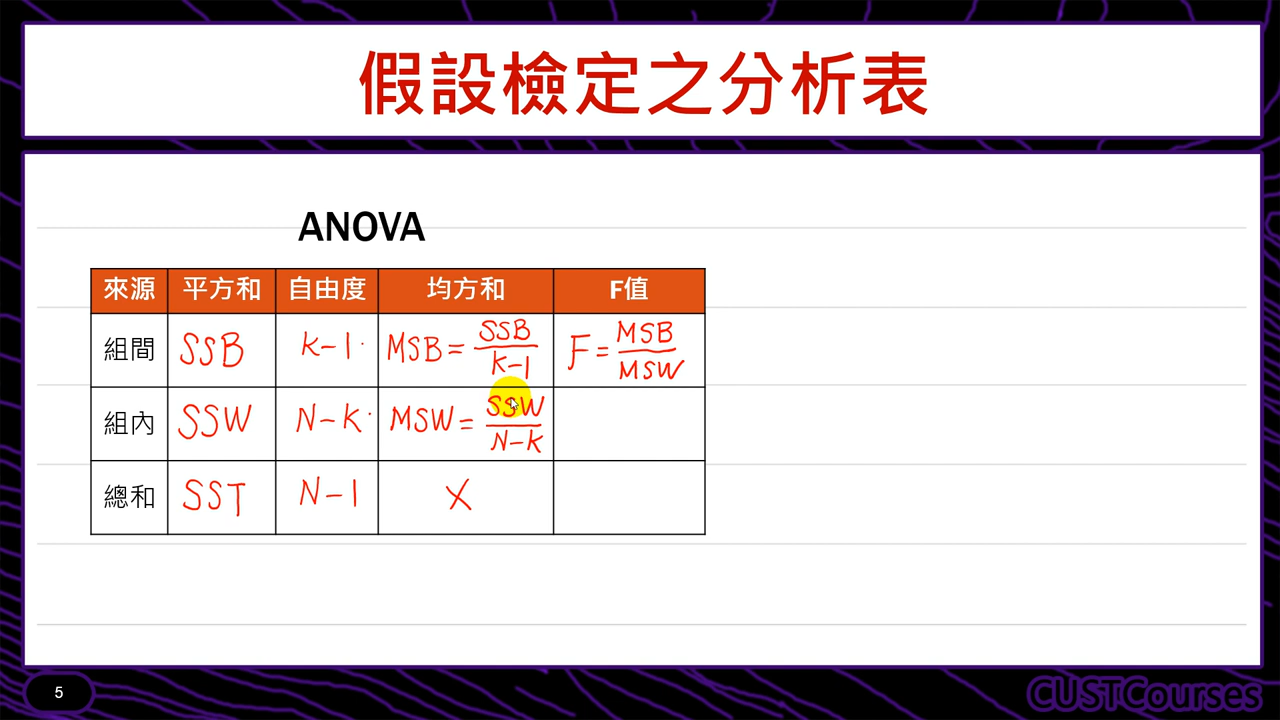 假設檢定之分析表
ANOVA
來源 平方和 自由度 均方和 F值
組間 SSB K-1 MSB = SSB/K-1 F = MSB/MSW
組內 SSW N-K MSW = SSW/N-K
總和 SST N-1 X
5
CUSTCourses